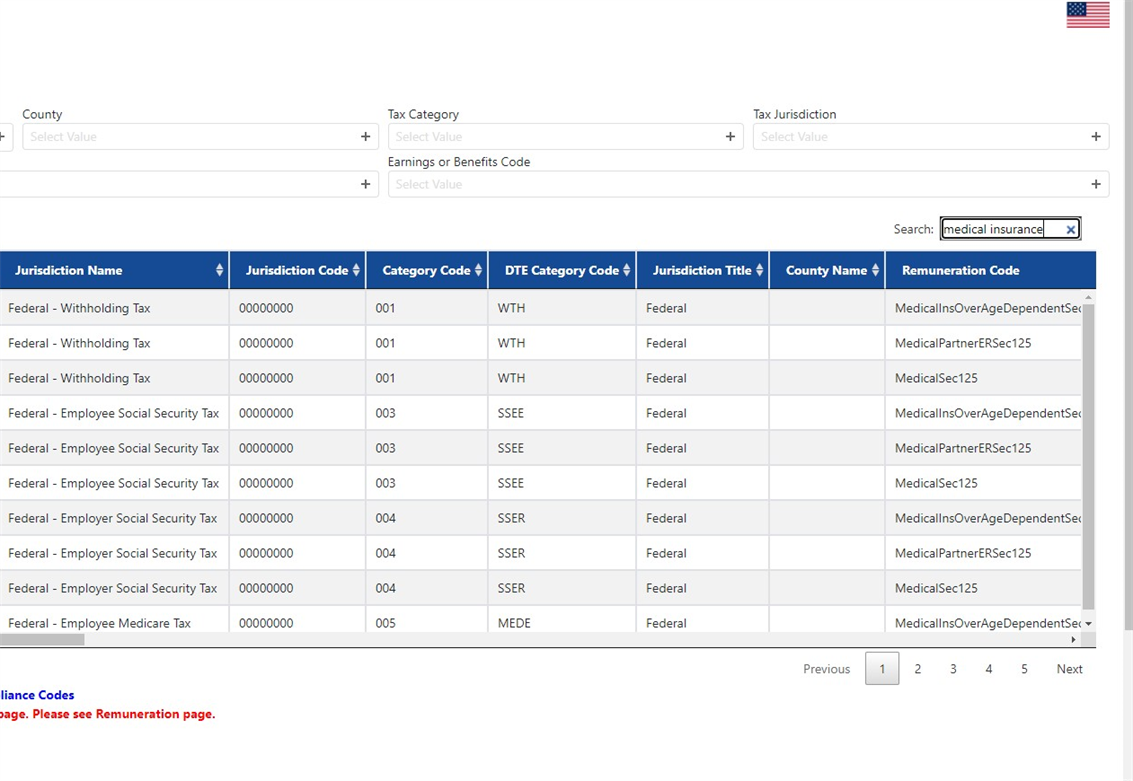 County Tax Category Tax Jurisdiction
Select Value + Select Value + Select Value +
Earnings or Benefits Code
+ Select Value +
Search: medical insurance ×
Jurisdiction Name Jurisdiction Code Category Code DTE Category Code Jurisdiction Title County Name Remuneration Code
Federal - Withholding Tax 00000000 001 WTH Federal MedicalInsOverAgeDependentSec
Federal - Withholding Tax 00000000 001 WTH Federal MedicalPartnerERSec125
Federal - Withholding Tax 00000000 001 WTH Federal MedicalSec125
Federal - Employee Social Security Tax 00000000 003 SSEE Federal MedicalInsOverAgeDependentSec
Federal - Employee Social Security Tax 00000000 003 SSEE Federal MedicalPartnerERSec125
Federal - Employee Social Security Tax 00000000 003 SSEE Federal MedicalSec125
Federal - Employer Social Security Tax 00000000 004 SSER Federal MedicalInsOverAgeDependentSec
Federal - Employer Social Security Tax 00000000 004 SSER Federal MedicalPartnerERSec125
Federal - Employer Social Security Tax 00000000 004 SSER Federal MedicalSec125
Federal - Employee Medicare Tax 00000000 005 MEDE Federal MedicalInsOverAgeDependentSec
Previous 1 2 3 4 5 Next
liance Codes
page. Please see Remuneration page.